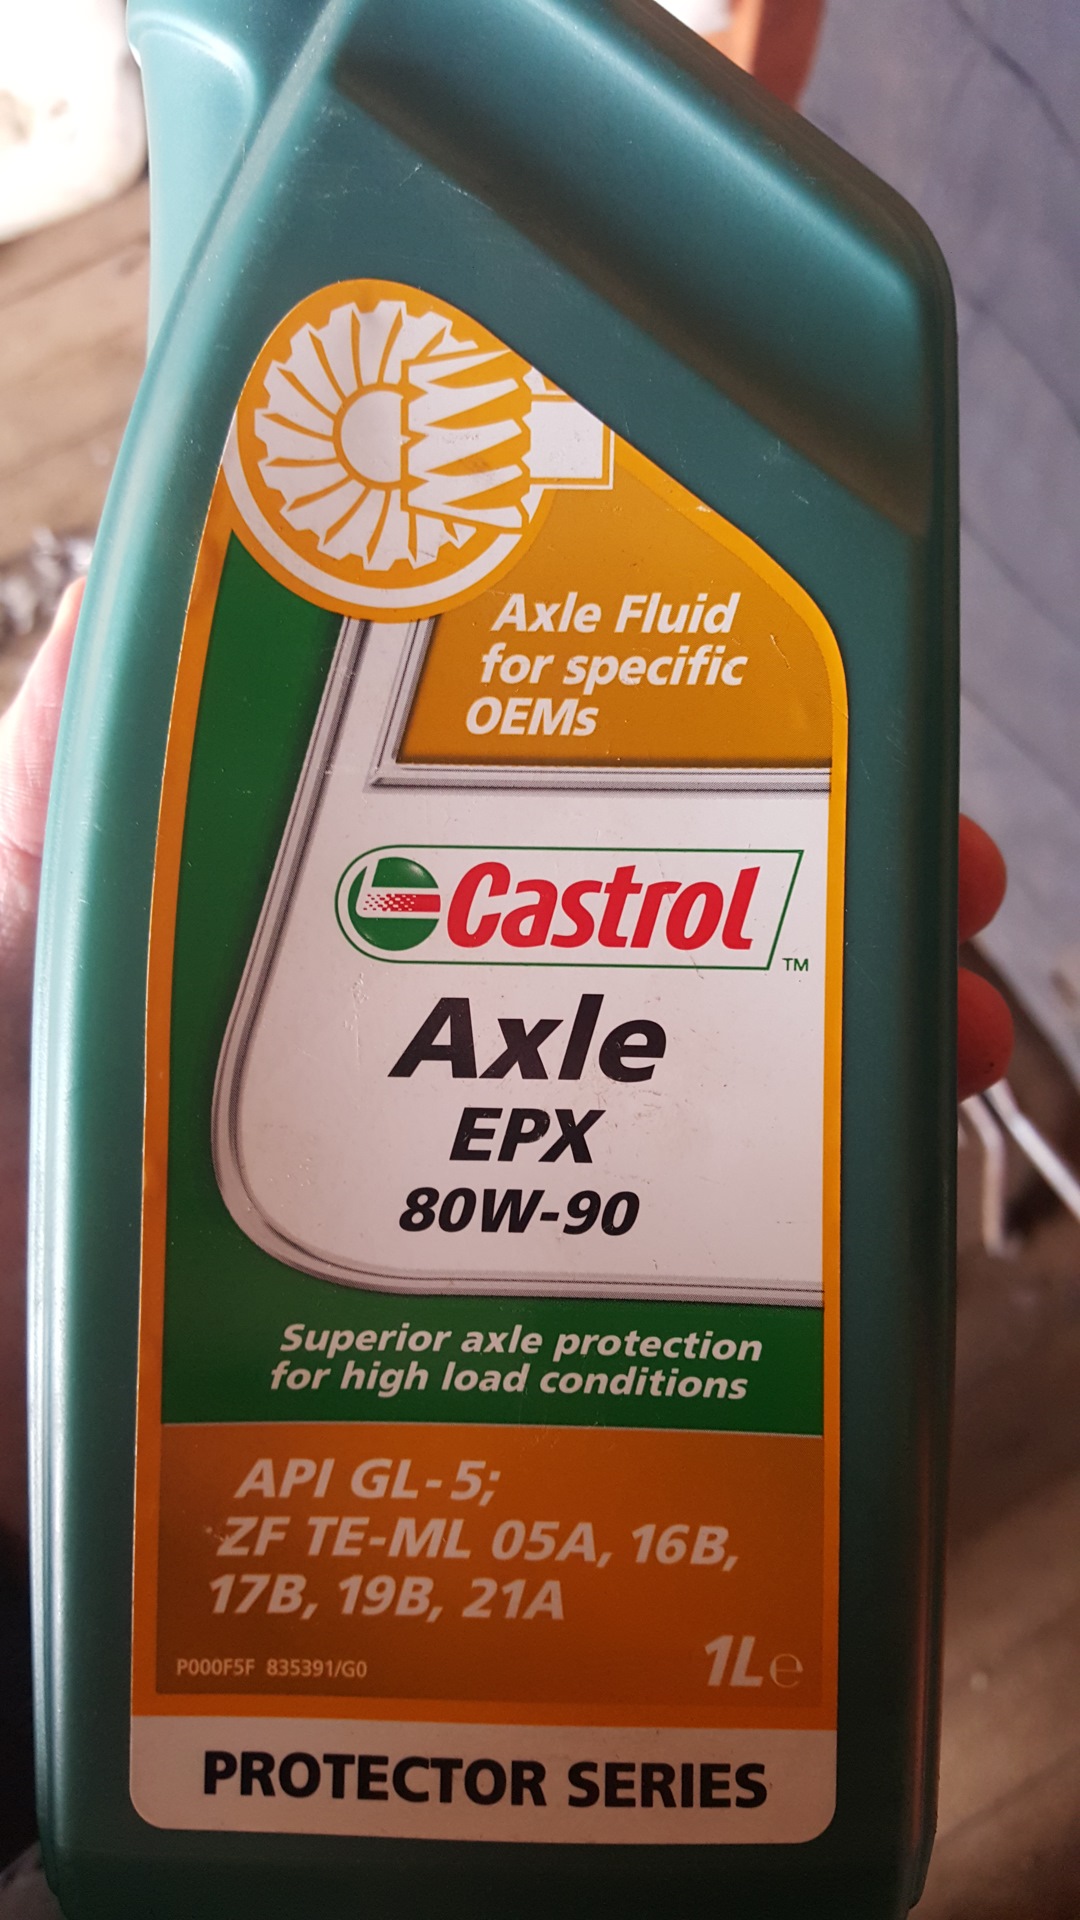 Axle Fluid
for specific
OEMs
Castrol
TM
Axle
EPX
80W-90
Superior axle protection
for high load conditions
API GL-5;
ZF TE-ML 05A, 16B,
17B, 19B, 21A
P000F5F 835391/G0
1L℮
PROTECTOR SERIES